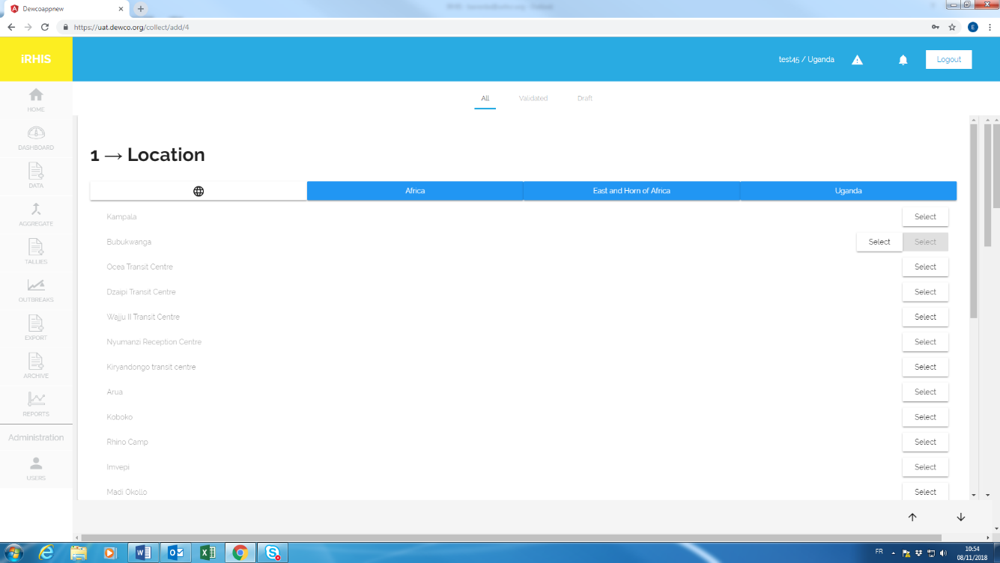 Dewcoappnew
https://uat.dewco.org/collect/add/4
E
iRHIS
test45 / Uganda
Logout
All
Validated
Draft
HOME
DASHBOARD
DATA
AGGREGATE
TALLIES
OUTBREAKS
EXPORT
ARCHIVE
REPORTS
Administration
USERS
1 → Location
Africa
East and Horn of Africa
Uganda
Kampala Select
Bubukwanga Select Select
Ocea Transit Centre Select
Dzaipi Transit Centre Select
Wajju II Transit Centre Select
Nyumanzi Reception Centre Select
Kiryandongo transit centre Select
Arua Select
Koboko Select
Rhino Camp Select
Imvepi Select
Madi Okollo Select
FR
10:54
08/11/2018